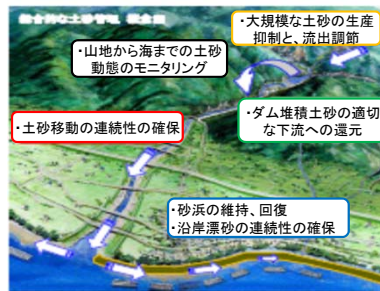 総合的な土砂管理 概念図
・大規模な土砂の生産
抑制と、流出調節
・山地から海までの土砂
動態のモニタリング
・土砂移動の連続性の確保
・ダム堆積土砂の適切
な下流への還元
・砂浜の維持、回復
・沿岸漂砂の連続性の確保